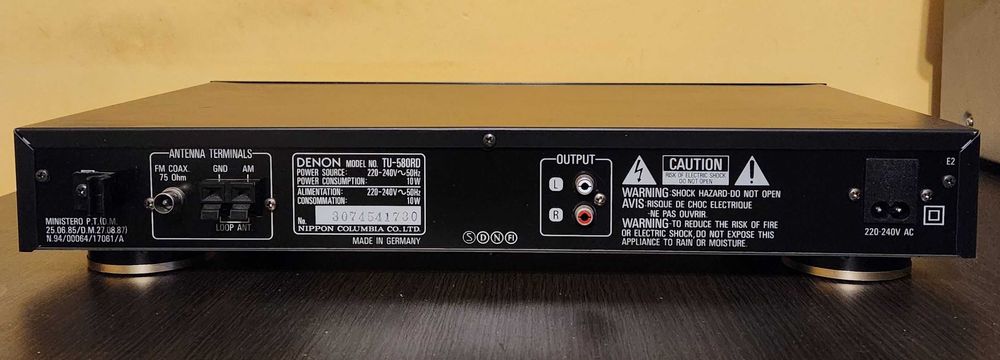 ANTENNA TERMINALS
FM COAX.
75 Ohm
GND AM
LOOP ANT.
MINISTERO P.T.(D.M.
25.06.85/D.M.27.08.87)
N.94/00064/17061/A
DENON MODEL NO. TU-580RD
POWER SOURCE: 220-240V~50Hz
POWER CONSUMPTION: 10W
ALIMENTATION: 220-240V~50Hz
CONSOMMATION: 10W
No. 3074541730
NIPPON COLUMBIA CO.,LTD.
MADE IN GERMANY
S D N FI
OUTPUT
L
R
CAUTION
RISK OF ELECTRIC SHOCK
DO NOT OPEN
WARNING:SHOCK HAZARD-DO NOT OPEN
AVIS:RISQUE DE CHOC ELECTRIQUE
-NE PAS OUVRIR.
WARNING-TO REDUCE THE RISK OF FIRE
OR ELECTRIC SHOCK,DO NOT EXPOSE THIS
APPLIANCE TO RAIN OR MOISTURE.
E2
220-240V AC